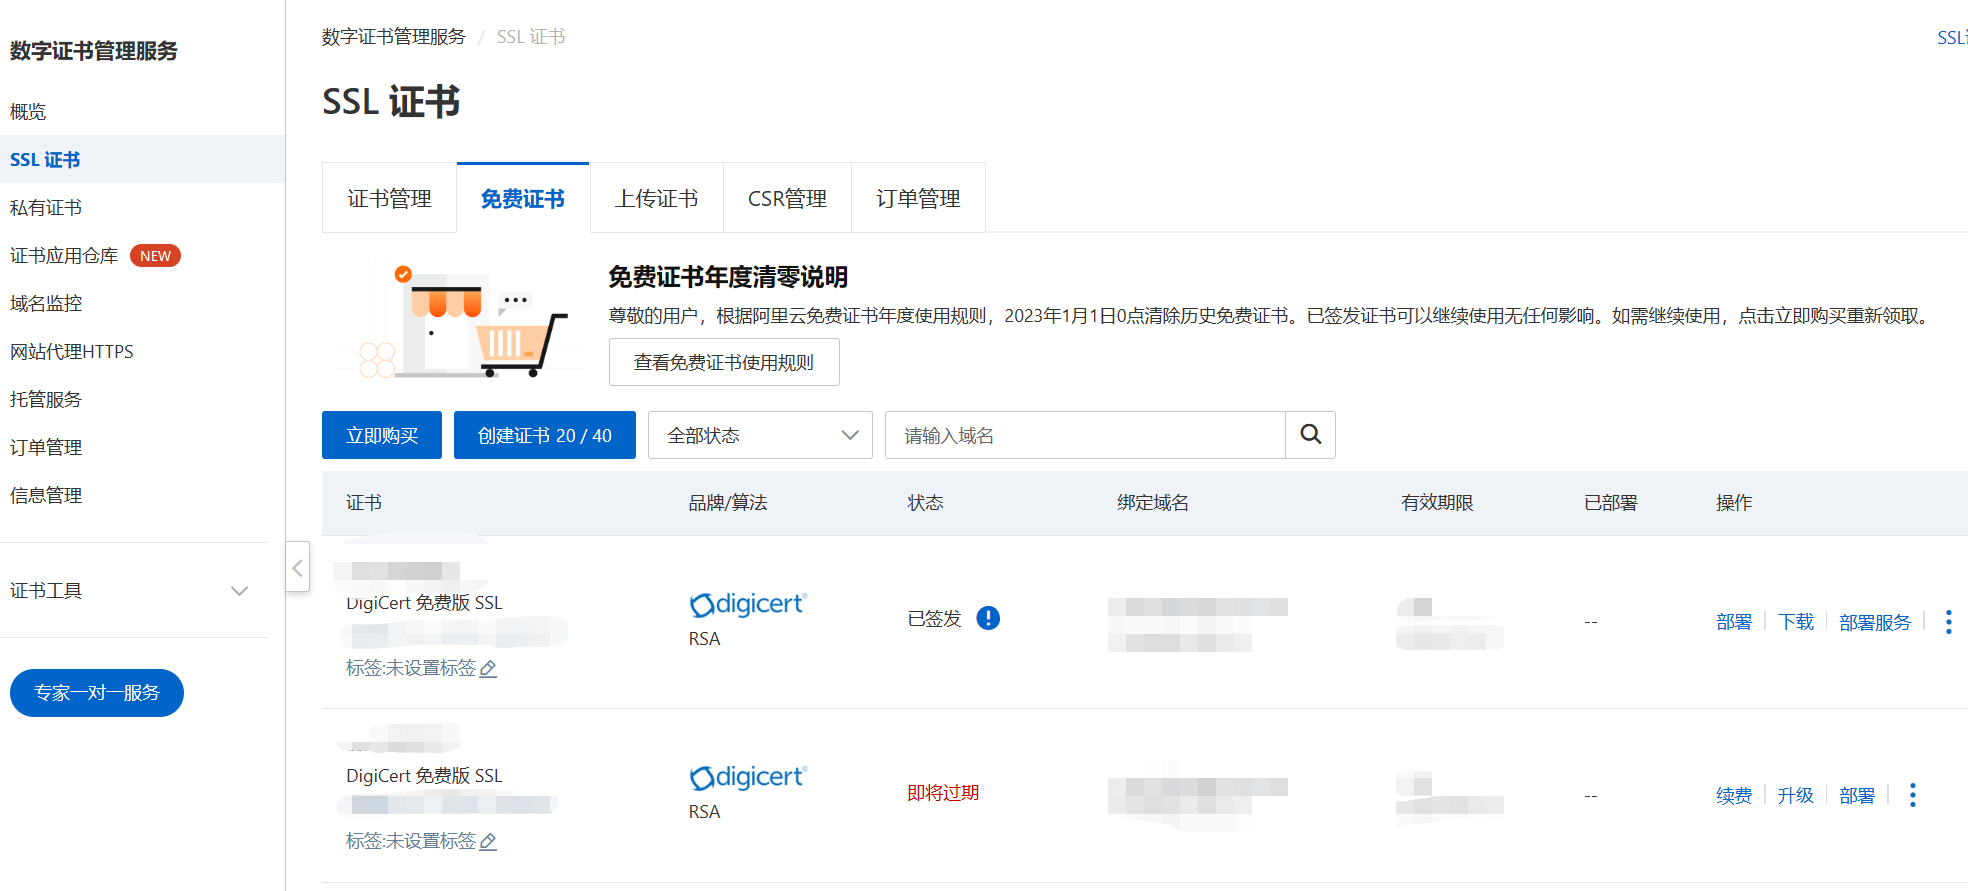 数字证书管理服务
概览
SSL 证书
私有证书
证书应用仓库 NEW
域名监控
网站代理HTTPS
托管服务
订单管理
信息管理
证书工具
专家一对一服务
数字证书管理服务 / SSL 证书
SSL
SSL 证书
证书管理 免费证书 上传证书 CSR管理 订单管理
免费证书年度清零说明
尊敬的用户，根据阿里云免费证书年度使用规则，2023年1月1日0点清除历史免费证书。已签发证书可以继续使用无任何影响。如需继续使用，点击立即购买重新领取。
查看免费证书使用规则
立即购买 创建证书 20 / 40 全部状态 请输入域名
证书 品牌/算法 状态 绑定域名 有效期限 已部署 操作
DigiCert 免费版 SSL
标签:未设置标签
digicert®
RSA
已签发
--
部署 下载 部署服务
DigiCert 免费版 SSL
标签:未设置标签
digicert®
RSA
即将过期
--
续费 升级 部署